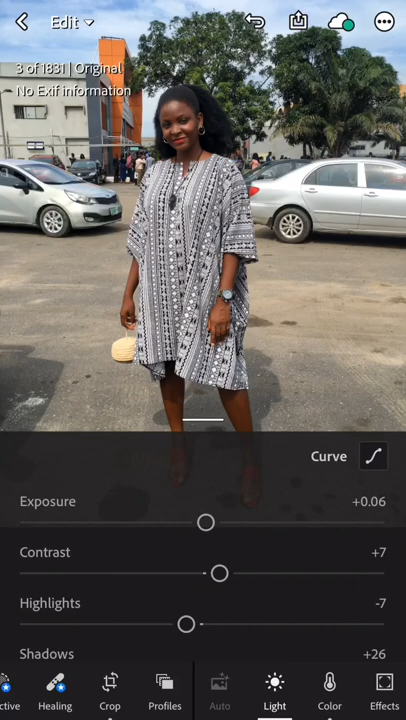 Edit
3 of 1831 | Original
No Exif information
Curve
Exposure +0.06
Contrast +7
Highlights -7
Shadows +26
ctive Healing Crop Profiles Auto Light Color Effects